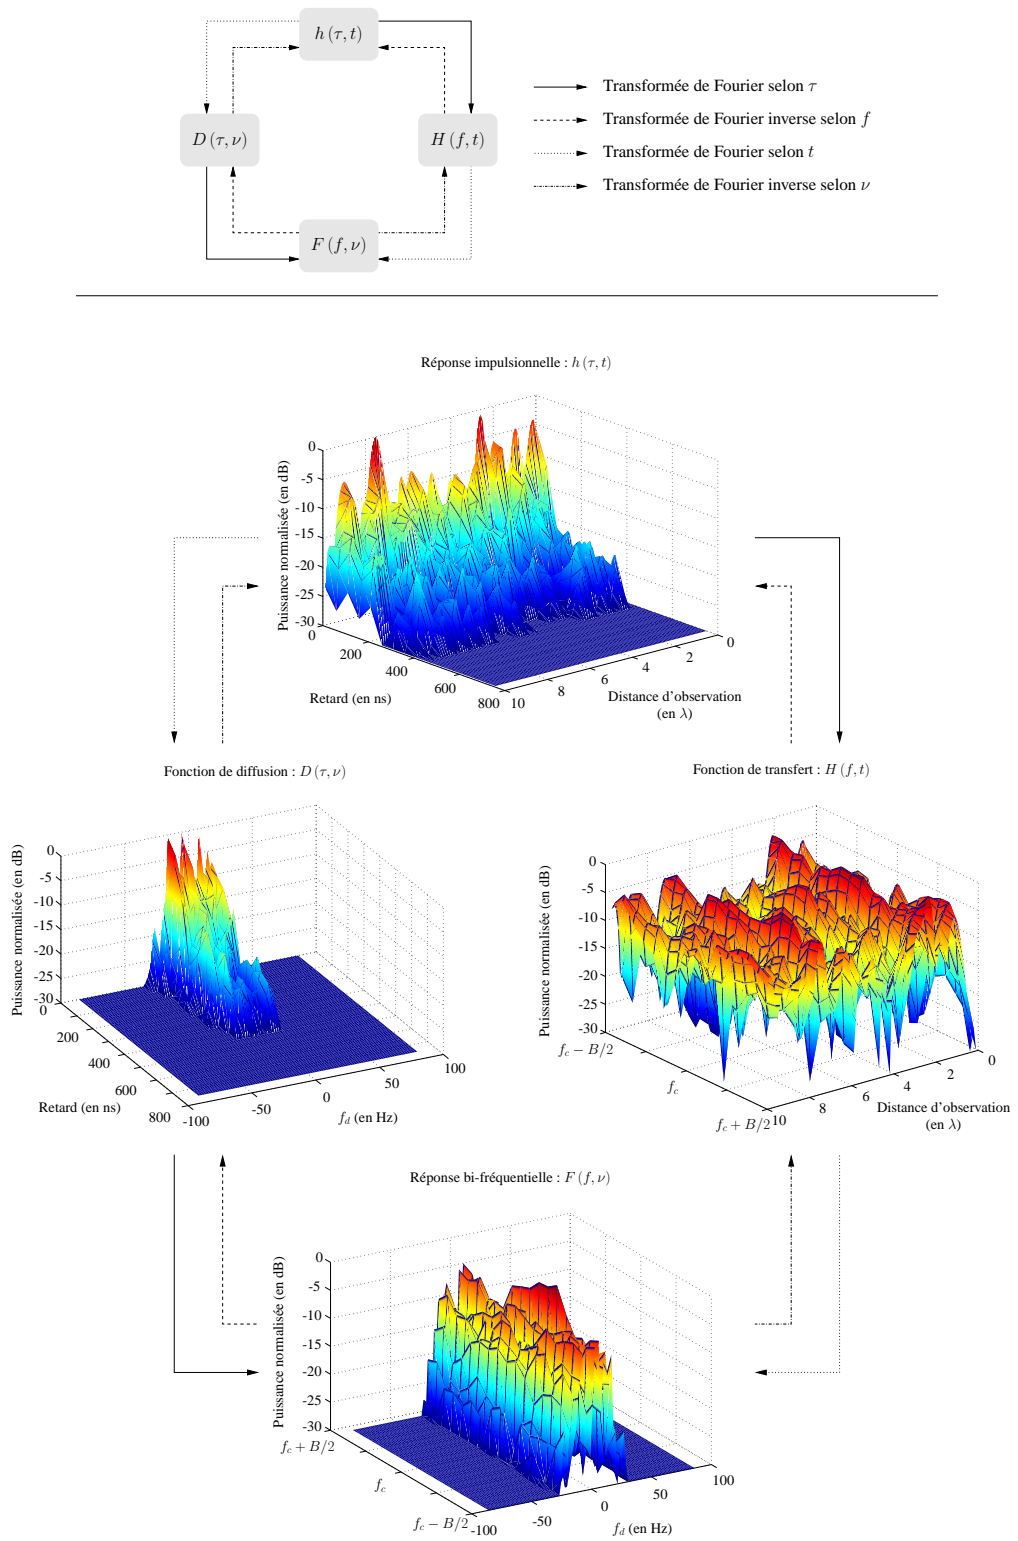 h (τ, t)
D (τ, ν)
H (f, t)
F (f, ν)
Transformée de Fourier selon τ
Transformée de Fourier inverse selon f
Transformée de Fourier selon t
Transformée de Fourier inverse selon ν
Réponse impulsionnelle : h (τ, t)
Puissance normalisée (en dB)
0
-5
-10
-15
-20
-25
-30
0
200
400
600
800
Retard (en ns)
10
8
6
4
2
0
Distance d'observation
(en λ)
Fonction de diffusion : D (τ, ν)
Puissance normalisée (en dB)
0
-5
-10
-15
-20
-25
-30
0
200
400
600
800
Retard (en ns)
-100
-50
0
50
100
f_d (en Hz)
Fonction de transfert : H (f, t)
Puissance normalisée (en dB)
0
-5
-10
-15
-20
-25
-30
f_c − B/2
f_c
f_c + B/2
10
8
6
4
2
0
Distance d'observation
(en λ)
Réponse bi-fréquentielle : F (f, ν)
Puissance normalisée (en dB)
0
-5
-10
-15
-20
-25
-30
f_c + B/2
f_c
f_c − B/2
-100
-50
0
50
100
f_d (en Hz)